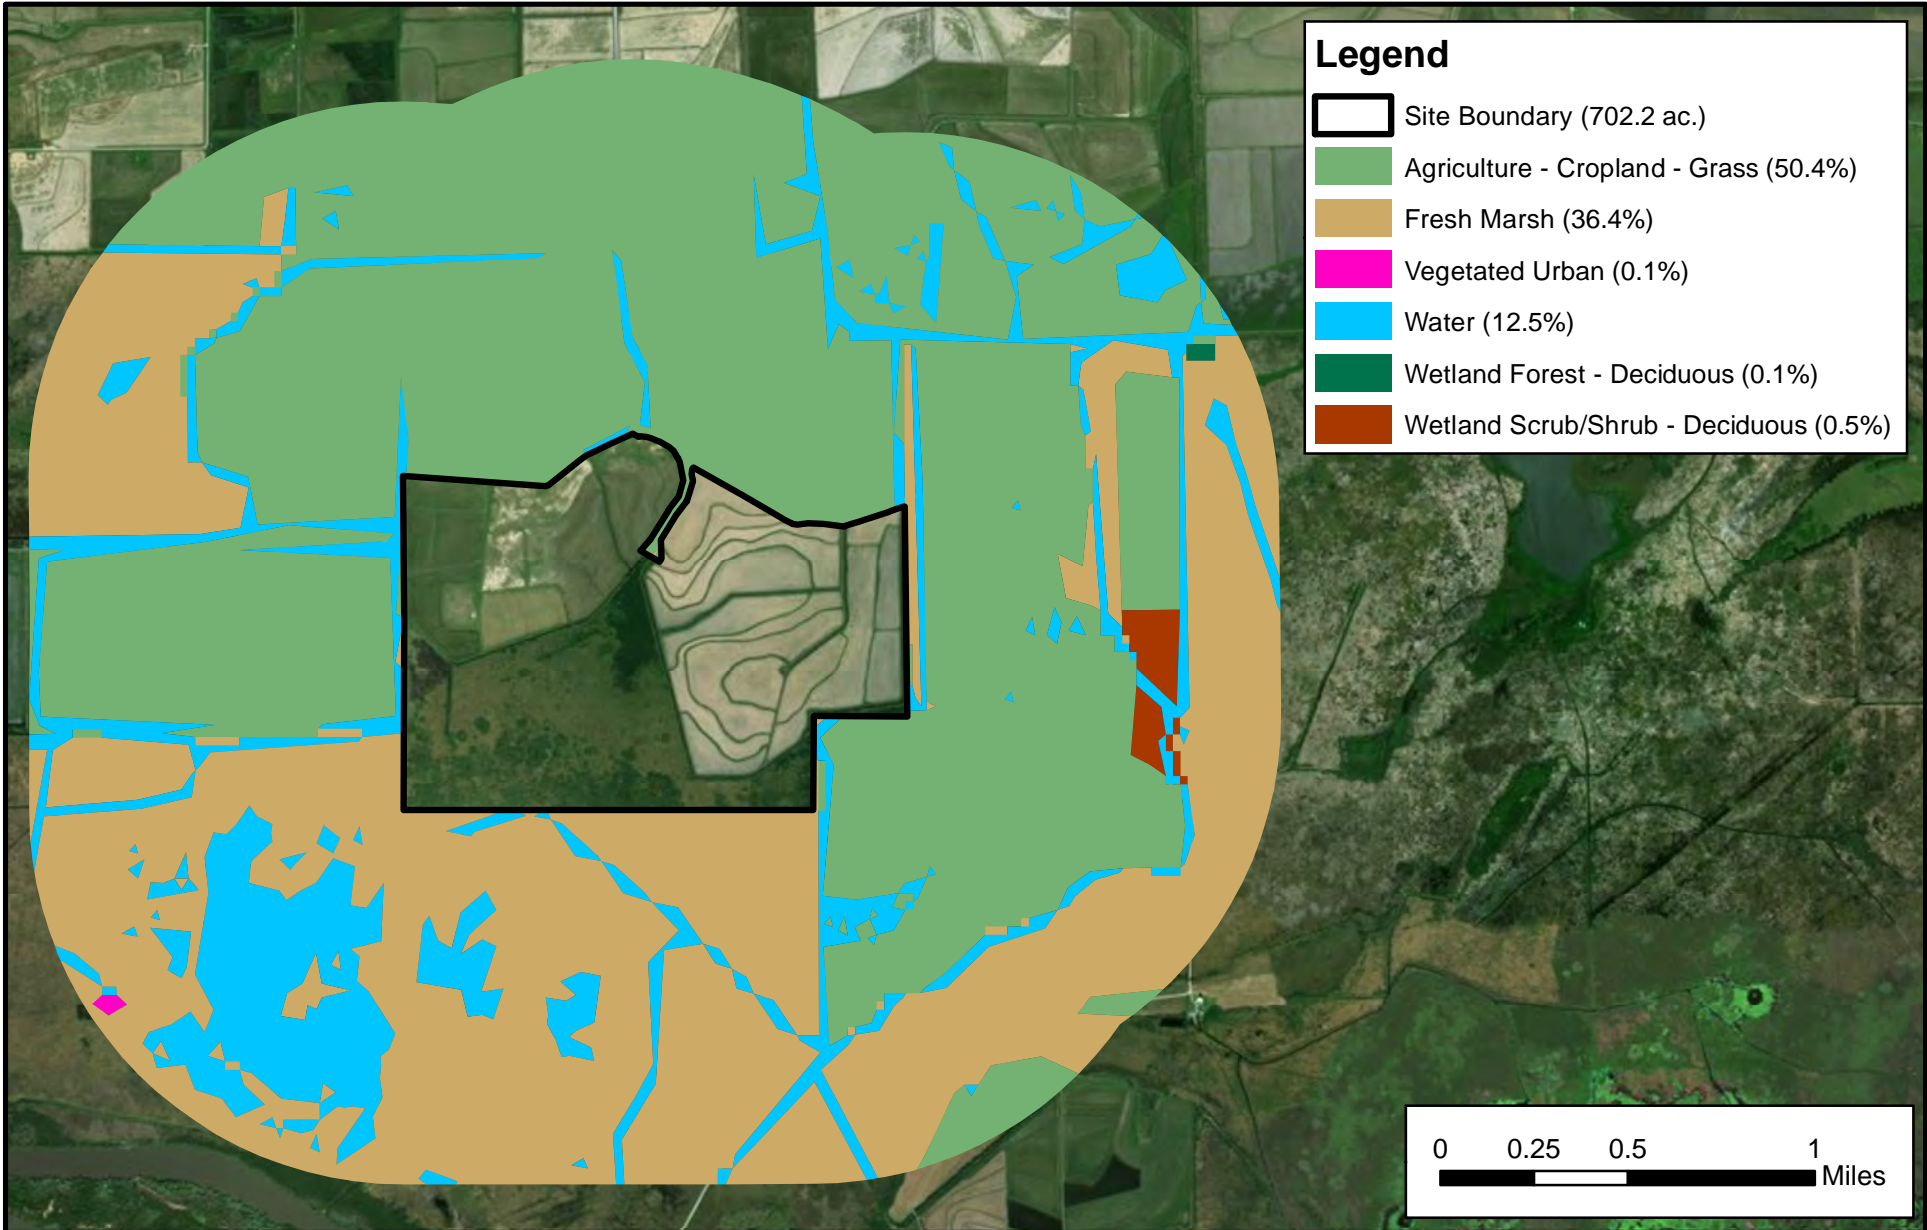 Legend
Site Boundary (702.2 ac.)
Agriculture - Cropland - Grass (50.4%)
Fresh Marsh (36.4%)
Vegetated Urban (0.1%)
Water (12.5%)
Wetland Forest - Deciduous (0.1%)
Wetland Scrub/Shrub - Deciduous (0.5%)
0 0.25 0.5 1
Miles